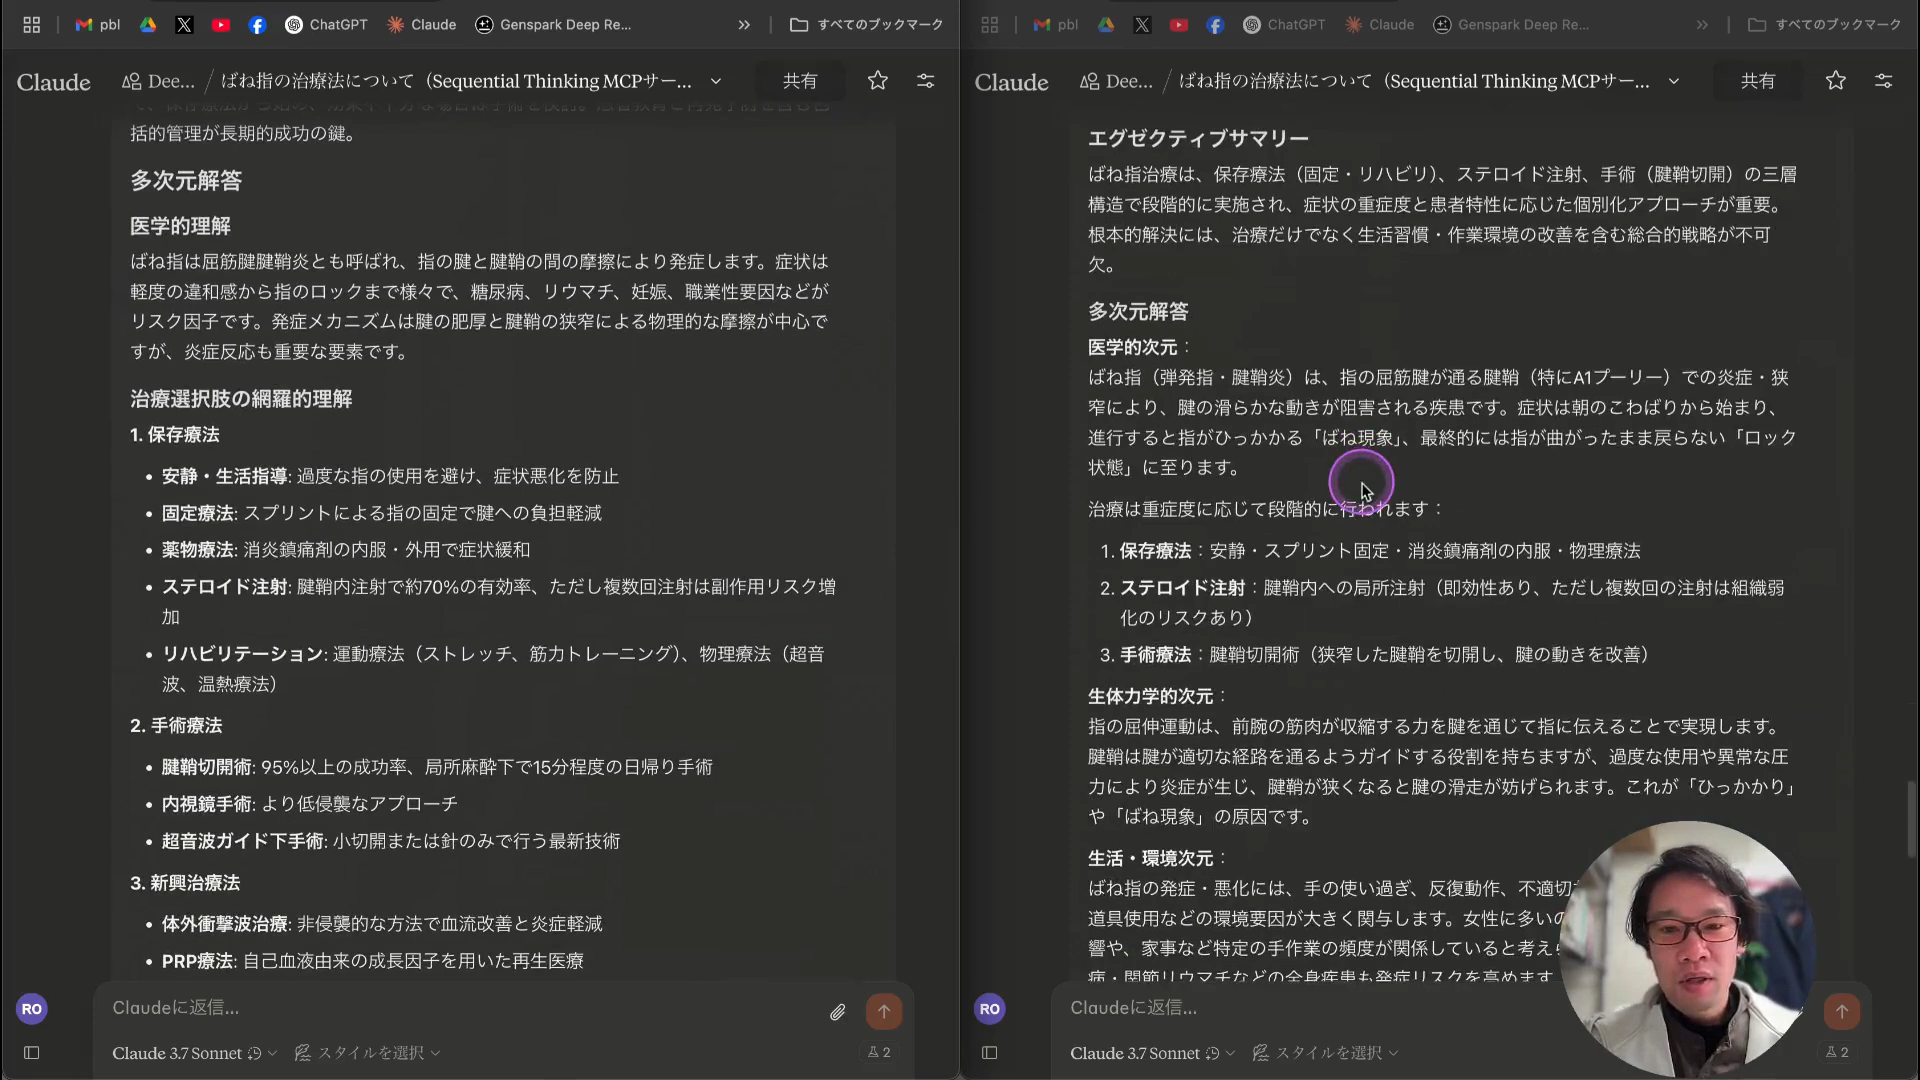 pbl
ChatGPT
Claude
Genspark Deep Re...
»
すべてのブックマーク
Claude
Dee... / ばね指の治療法について（Sequential Thinking MCPサー...
共有
括的管理が長期的成功の鍵。
多次元解答
医学的理解
ばね指は屈筋腱腱鞘炎とも呼ばれ、指の腱と腱鞘の間の摩擦により発症します。症状は
軽度の違和感から指のロックまで様々で、糖尿病、リウマチ、妊娠、職業性要因などが
リスク因子です。発症メカニズムは腱の肥厚と腱鞘の狭窄による物理的な摩擦が中心で
すが、炎症反応も重要な要素です。
治療選択肢の網羅的理解
1. 保存療法
• 安静・生活指導: 過度な指の使用を避け、症状悪化を防止
• 固定療法: スプリントによる指の固定で腱への負担軽減
• 薬物療法: 消炎鎮痛剤の内服・外用で症状緩和
• ステロイド注射: 腱鞘内注射で約70%の有効率、ただし複数回注射は副作用リスク増
加
• リハビリテーション: 運動療法（ストレッチ、筋力トレーニング）、物理療法（超音
波、温熱療法）
2. 手術療法
• 腱鞘切開術: 95%以上の成功率、局所麻酔下で15分程度の日帰り手術
• 内視鏡手術: より低侵襲なアプローチ
• 超音波ガイド下手術: 小切開または針のみで行う最新技術
3. 新興治療法
• 体外衝撃波治療: 非侵襲的な方法で血流改善と炎症軽減
• PRP療法: 自己血液由来の成長因子を用いた再生医療
RO
Claudeに返信...
Claude 3.7 Sonnet
スタイルを選択
2
pbl
ChatGPT
Claude
Genspark Deep Re...
»
すべてのブックマーク
Claude
Dee... / ばね指の治療法について（Sequential Thinking MCPサー...
共有
エグゼクティブサマリー
ばね指治療は、保存療法（固定・リハビリ）、ステロイド注射、手術（腱鞘切開）の三層
構造で段階的に実施され、症状の重症度と患者特性に応じた個別化アプローチが重要。
根本的解決には、治療だけでなく生活習慣・作業環境の改善を含む総合的戦略が不可
欠。
多次元解答
医学的次元：
ばね指（弾発指・腱鞘炎）は、指の屈筋腱が通る腱鞘（特にA1プーリー）での炎症・狭
窄により、腱の滑らかな動きが阻害される疾患です。症状は朝のこわばりから始まり、
進行すると指がひっかかる「ばね現象」、最終的には指が曲がったまま戻らない「ロック
状態」に至ります。
治療は重症度に応じて段階的に行われます：
1. 保存療法：安静・スプリント固定・消炎鎮痛剤の内服・物理療法
2. ステロイド注射：腱鞘内への局所注射（即効性あり、ただし複数回の注射は組織弱
化のリスクあり）
3. 手術療法：腱鞘切開術（狭窄した腱鞘を切開し、腱の動きを改善）
生体力学的次元：
指の屈伸運動は、前腕の筋肉が収縮する力を腱を通じて指に伝えることで実現します。
腱鞘は腱が適切な経路を通るようガイドする役割を持ちますが、過度な使用や異常な圧
力により炎症が生じ、腱鞘が狭くなると腱の滑走が妨げられます。これが「ひっかかり」
や「ばね現象」の原因です。
生活・環境次元：
ばね指の発症・悪化には、手の使い過ぎ、反復動作、不適切
道具使用などの環境要因が大きく関与します。女性に多いの
響や、家事など特定の手作業の頻度が関係していると考え
病・関節リウマチなどの全身疾患も発症リスクを高めます
RO
Claudeに返信...
Claude 3.7 Sonnet
スタイルを選択
2